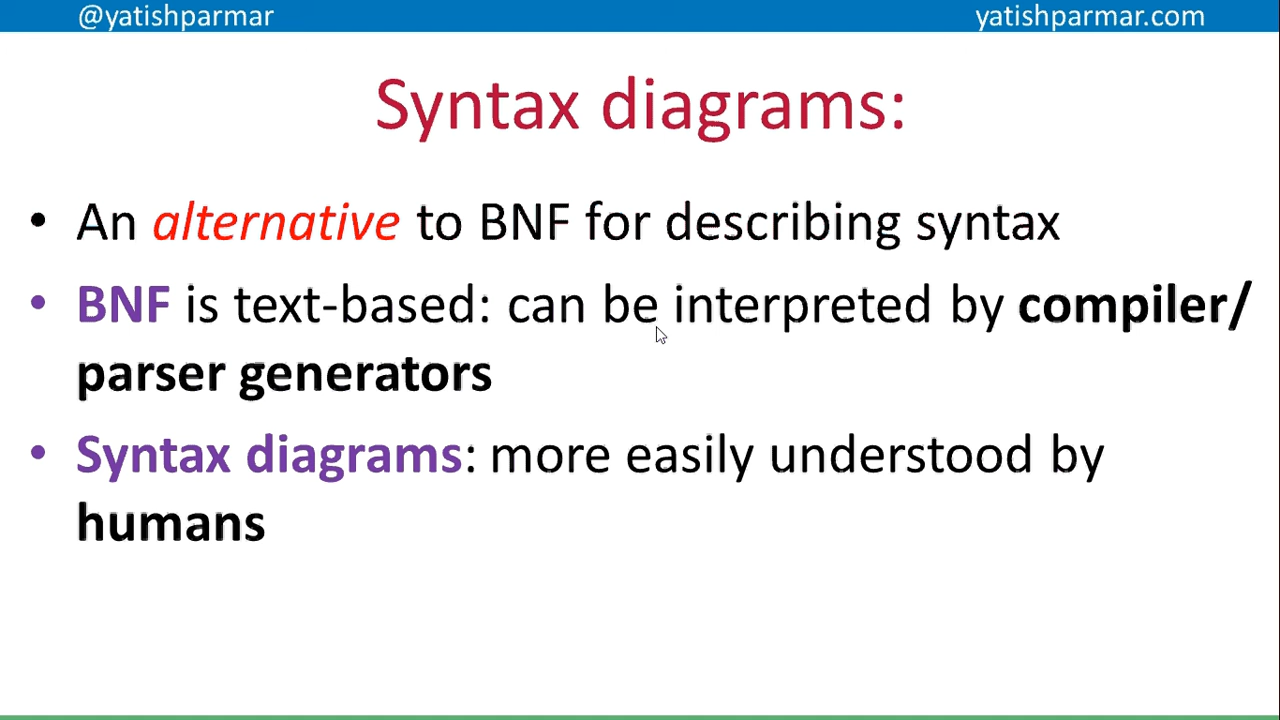 @yatishparmar yatishparmar.com
Syntax diagrams:
• An alternative to BNF for describing syntax
• BNF is text-based: can be interpreted by compiler/
parser generators
• Syntax diagrams: more easily understood by
humans